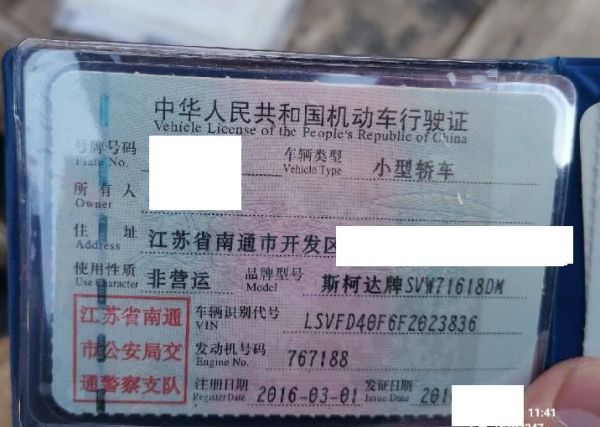 中华人民共和国机动车行驶证
Vehicle License of the People's Republic of China
号牌号码 车辆类型 小型轿车
Plate No. Vehicle Type
所有人
Owner
住址 江苏省南通市开发区
Address
使用性质 非营运 品牌型号 斯柯达牌SVW71618DM
Use Character Model
江苏省南通
市公安局交
通警察支队
车辆识别代号 LSVFD40F6F2023836
VIN
发动机号码 767188
Engine No.
注册日期 2016-03-01 发证日期 201
Register Date Issue Date
11:41
347